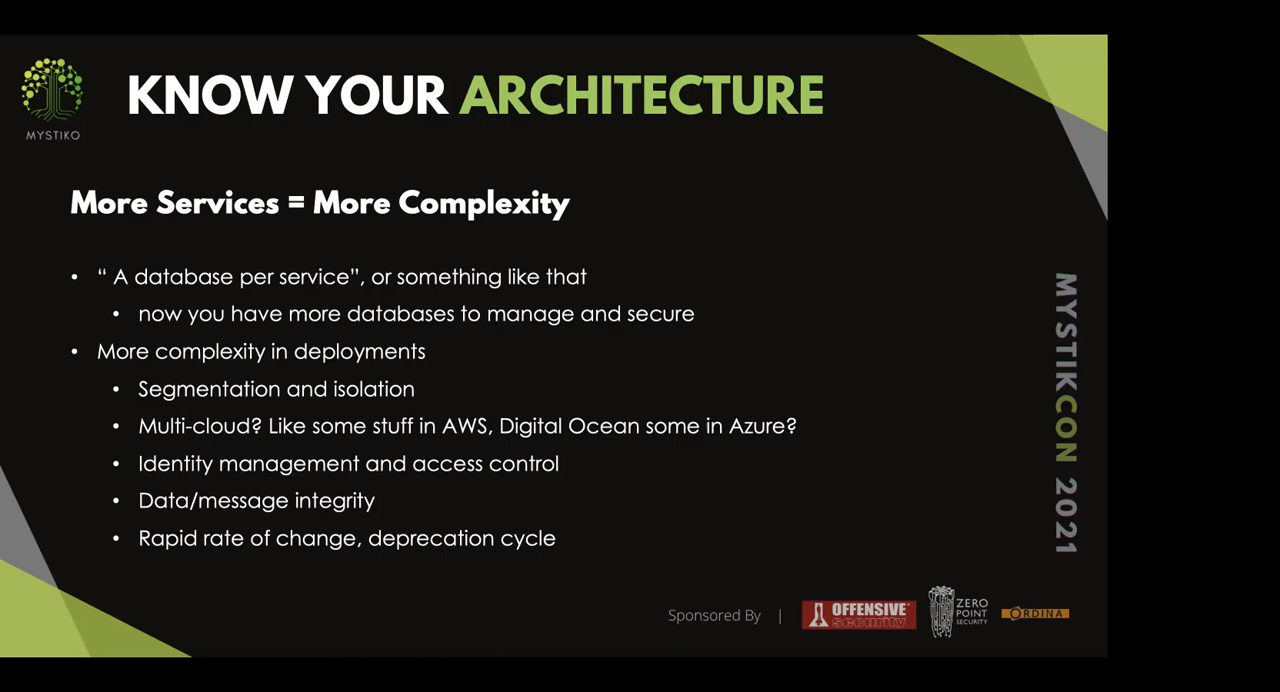 MYSTIKO
KNOW YOUR ARCHITECTURE
More Services = More Complexity
• “ A database per service”, or something like that
• now you have more databases to manage and secure
• More complexity in deployments
• Segmentation and isolation
• Multi-cloud? Like some stuff in AWS, Digital Ocean some in Azure?
• Identity management and access control
• Data/message integrity
• Rapid rate of change, deprecation cycle
MYSTIKCON 2021
Sponsored By |
OFFENSIVE
security
ZERO
POINT
SECURITY
ORDINA